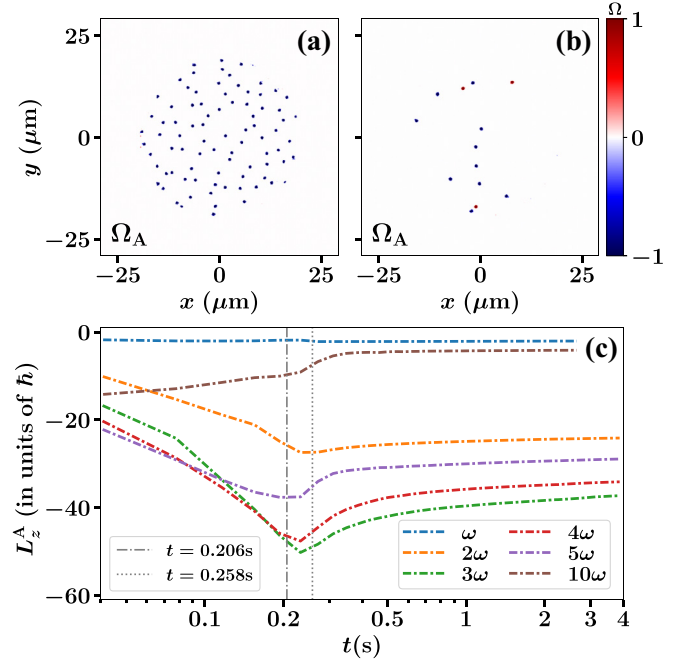 (a)
(b)
Ω
25
0
−25
y (μm)
Ω_A
Ω_A
1
0
−1
−25 0 25
−25 0 25
x (μm)
x (μm)
(c)
0
−20
−40
−60
L_z^A (in units of ħ)
t = 0.206s
t = 0.258s
ω
2ω
3ω
4ω
5ω
10ω
0.1 0.2 0.5 1 2 3 4
t(s)